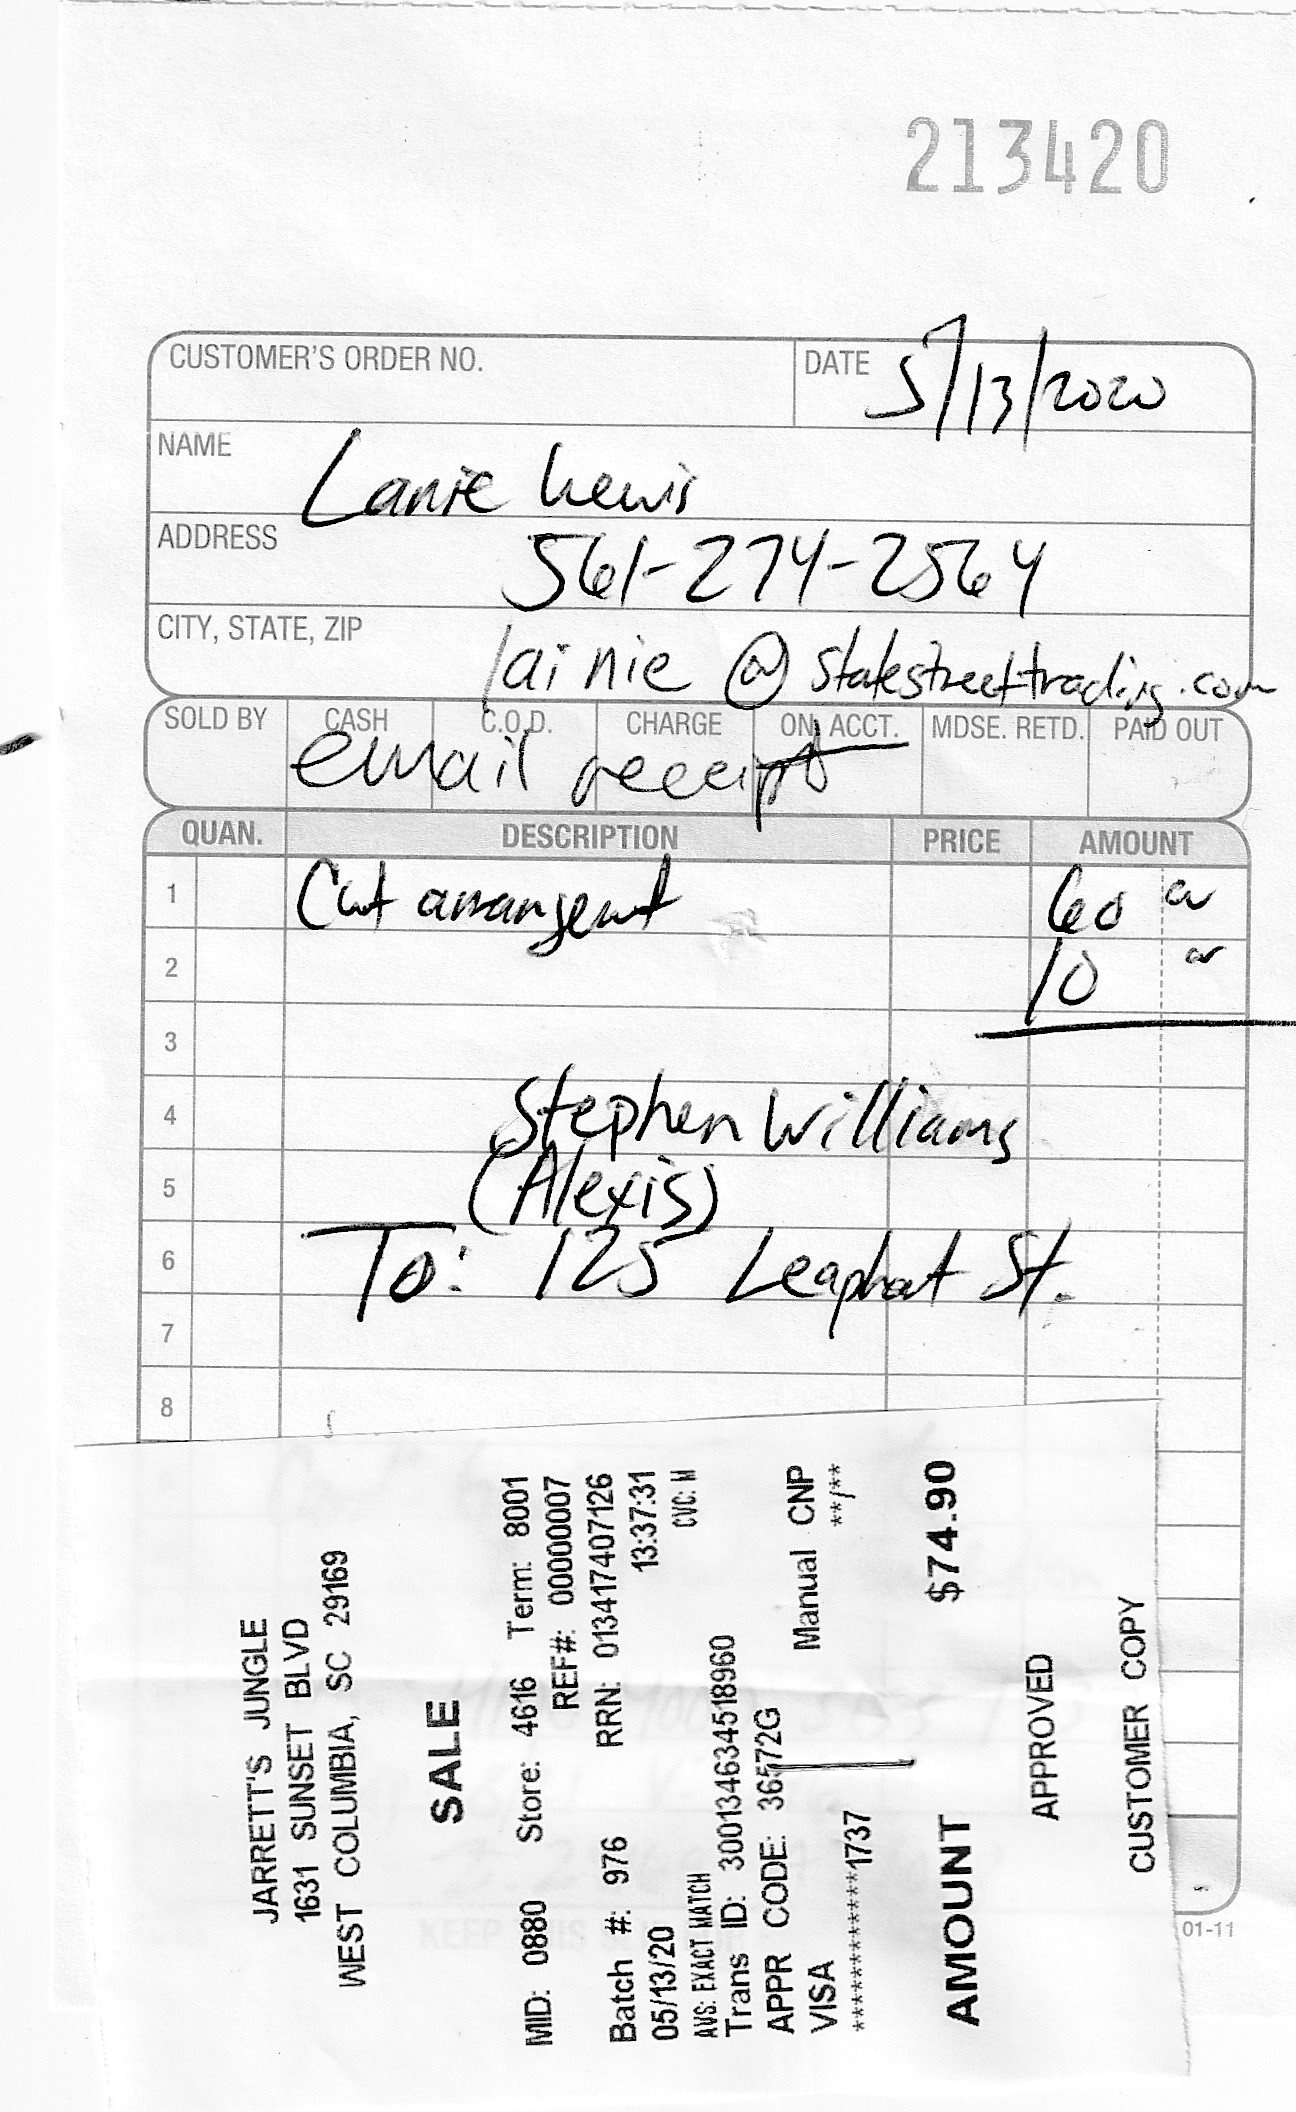 213420
CUSTOMER'S ORDER NO. DATE 5/13/2020
NAME Lanie Lewis
ADDRESS 561-274-2564
CITY, STATE, ZIP lainie @ statestreettrading.com
SOLD BY CASH C.O.D. CHARGE ON ACCT. MDSE. RETD. PAID OUT
email receipt
QUAN. DESCRIPTION PRICE AMOUNT
1 Cut arrangemt 60 00
2 10 00
3
4 Stephen Williams
5 (Alexis)
6 To: 125 Leaphart St.
7
8
JARRETT'S JUNGLE
1631 SUNSET BLVD
WEST COLUMBIA, SC 29169
SALE
MID: 0880 Store: 4616 Term: 8001
REF#: 00000007
Batch #: 976 RRN: 013417407126
05/13/20 13:37:31
AVS: EXACT MATCH CVC: M
Trans ID: 300134634518960
APPR CODE: 36572G
VISA Manual CNP
************1737 **/**
AMOUNT $74.90
APPROVED
CUSTOMER COPY
KEEP THIS
01-11